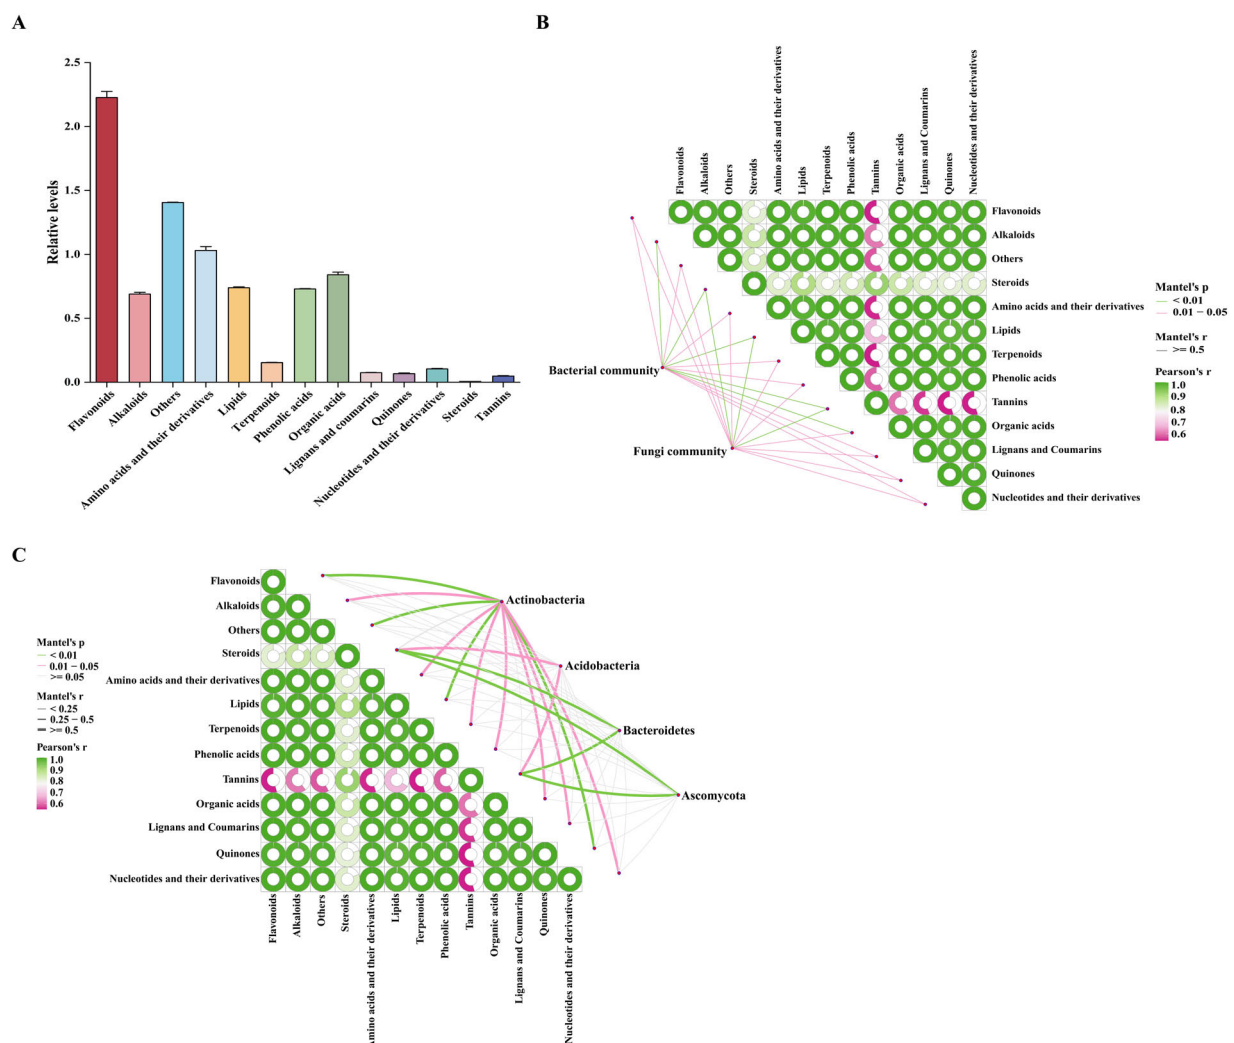 A
Relative levels
2.5
2.0
1.5
1.0
0.5
0.0
Flavonoids
Alkaloids
Others
Amino acids and their derivatives
Lipids
Terpenoids
Phenolic acids
Organic acids
Lignans and coumarins
Quinones
Nucleotides and their derivatives
Steroids
Tannins
B
Flavonoids
Alkaloids
Others
Steroids
Amino acids and their derivatives
Lipids
Terpenoids
Phenolic acids
Tannins
Organic acids
Lignans and Coumarins
Quinones
Nucleotides and their derivatives
Flavonoids
Alkaloids
Others
Steroids
Amino acids and their derivatives
Lipids
Terpenoids
Phenolic acids
Tannins
Organic acids
Lignans and Coumarins
Quinones
Nucleotides and their derivatives
Bacterial community
Fungi community
Mantel's p
< 0.01
0.01 − 0.05
Mantel's r
>= 0.5
Pearson's r
1.0
0.9
0.8
0.7
0.6
C
Mantel's p
< 0.01
0.01 − 0.05
>= 0.05
Mantel's r
< 0.25
0.25 − 0.5
>= 0.5
Pearson's r
1.0
0.9
0.8
0.7
0.6
Flavonoids
Alkaloids
Others
Steroids
Amino acids and their derivatives
Lipids
Terpenoids
Phenolic acids
Tannins
Organic acids
Lignans and Coumarins
Quinones
Nucleotides and their derivatives
Actinobacteria
Acidobacteria
Bacteroidetes
Ascomycota
Flavonoids
Alkaloids
Others
Steroids
Amino acids and their derivatives
Lipids
Terpenoids
Phenolic acids
Tannins
Organic acids
Lignans and Coumarins
Quinones
Nucleotides and their derivatives